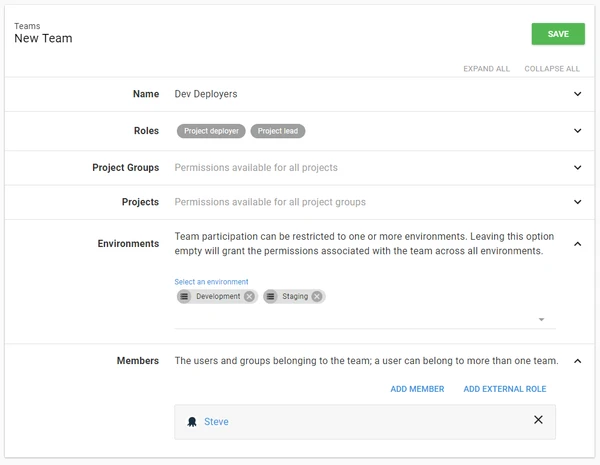 Teams
New Team
SAVE
EXPAND ALL COLLAPSE ALL
Name Dev Deployers
Roles Project deployer Project lead
Project Groups Permissions available for all projects
Projects Permissions available for all project groups
Environments Team participation can be restricted to one or more environments. Leaving this option
empty will grant the permissions associated with the team across all environments.
Select an environment
Development Staging
Members The users and groups belonging to the team; a user can belong to more than one team.
ADD MEMBER ADD EXTERNAL ROLE
Steve